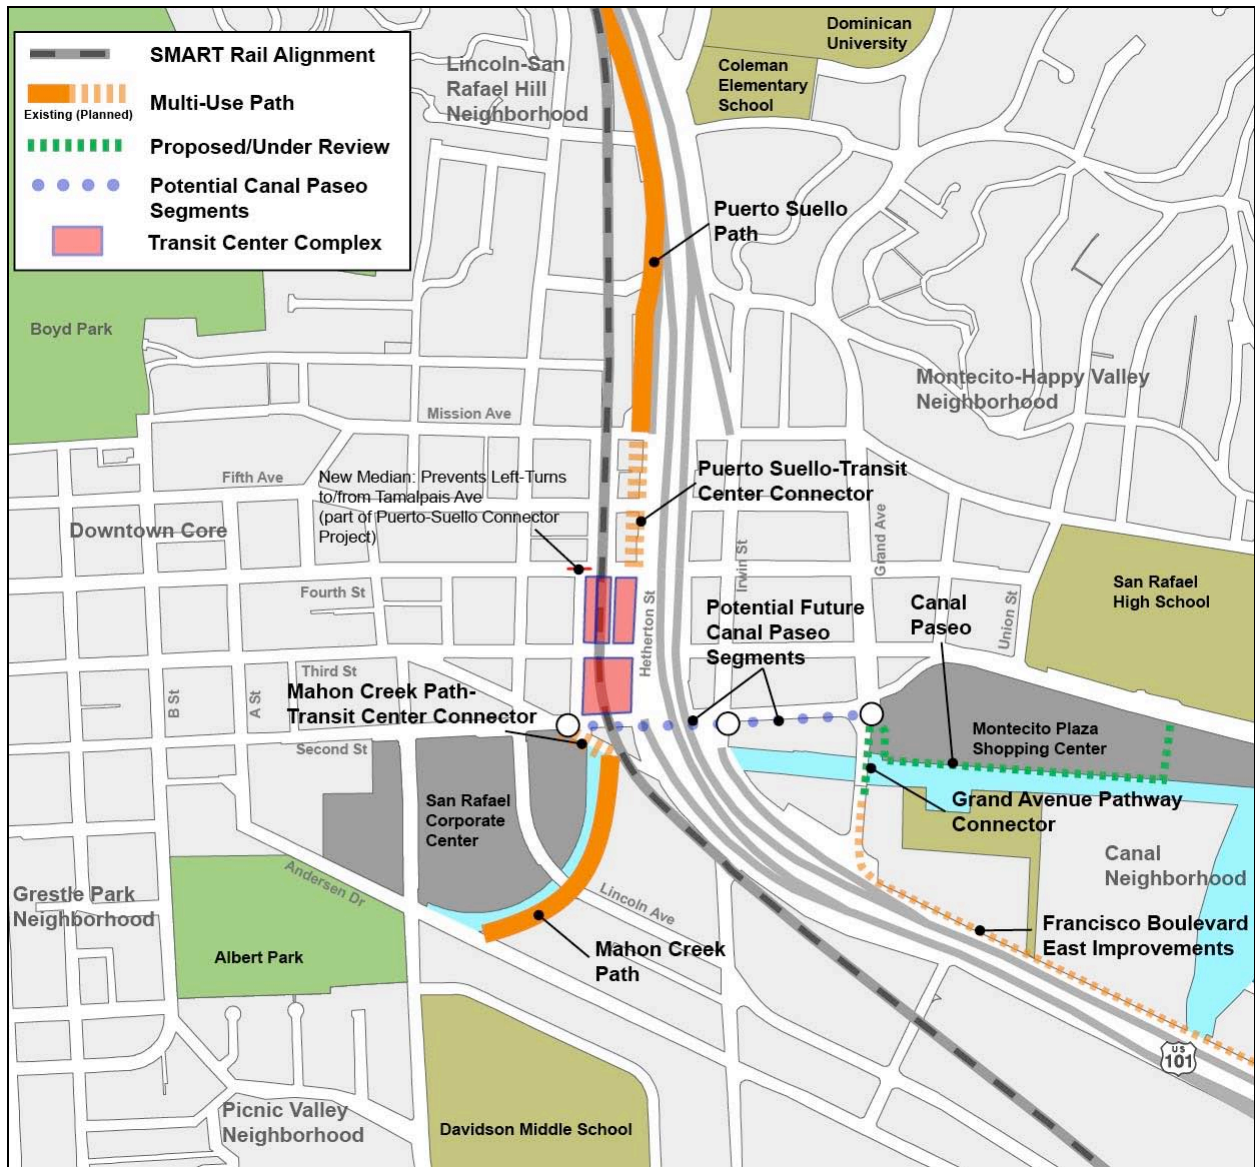 SMART Rail Alignment
Multi-Use Path
Existing (Planned)
Proposed/Under Review
Potential Canal Paseo
Segments
Transit Center Complex
Dominican
University
Coleman
Elementary
School
Lincoln-San
Rafael Hill
Neighborhood
Puerto Suello
Path
Boyd Park
Montecito-Happy Valley
Neighborhood
Mission Ave
Fifth Ave
New Median: Prevents Left-Turns
to/from Tamalpais Ave
(part of Puerto-Suello Connector
Project)
Puerto Suello-Transit
Center Connector
Downtown Core
Grand Ave
Irwin St
Fourth St
Hetherton St
Potential Future
Canal Paseo
Segments
Canal
Paseo
Union St
San Rafael
High School
Third St
B St
A St
Mahon Creek Path-
Transit Center Connector
Second St
Montecito Plaza
Shopping Center
San Rafael
Corporate
Center
Grand Avenue Pathway
Connector
Canal
Neighborhood
Andersen Dr
Lincoln Ave
Grestle Park
Neighborhood
Albert Park
Mahon Creek
Path
Francisco Boulevard
East Improvements
US
101
Picnic Valley
Neighborhood
Davidson Middle School